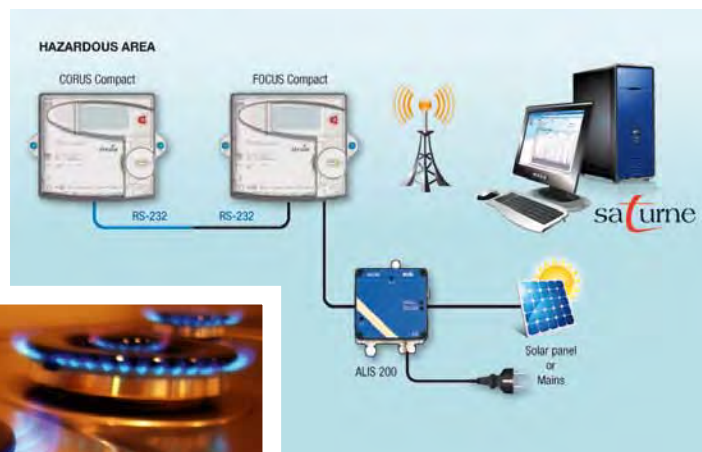 HAZARDOUS AREA
CORUS Compact
FOCUS Compact
RS-232
RS-232
saturne
ALIS 200
Solar panel
or
Mains